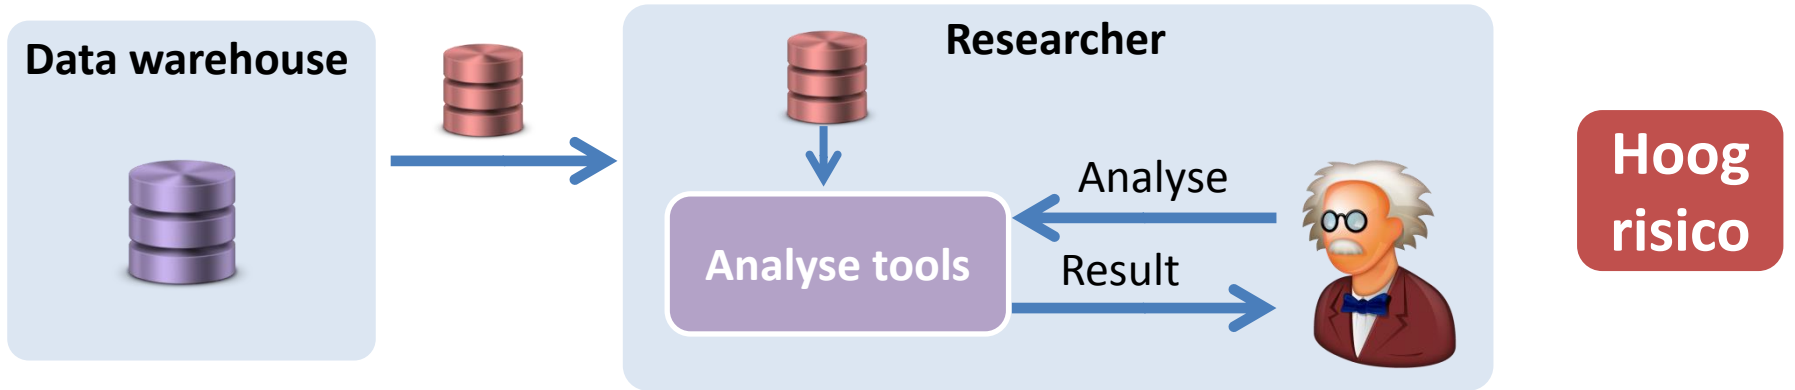 Data warehouse
Researcher
Analyse
Analyse tools
Result
Hoog
risico